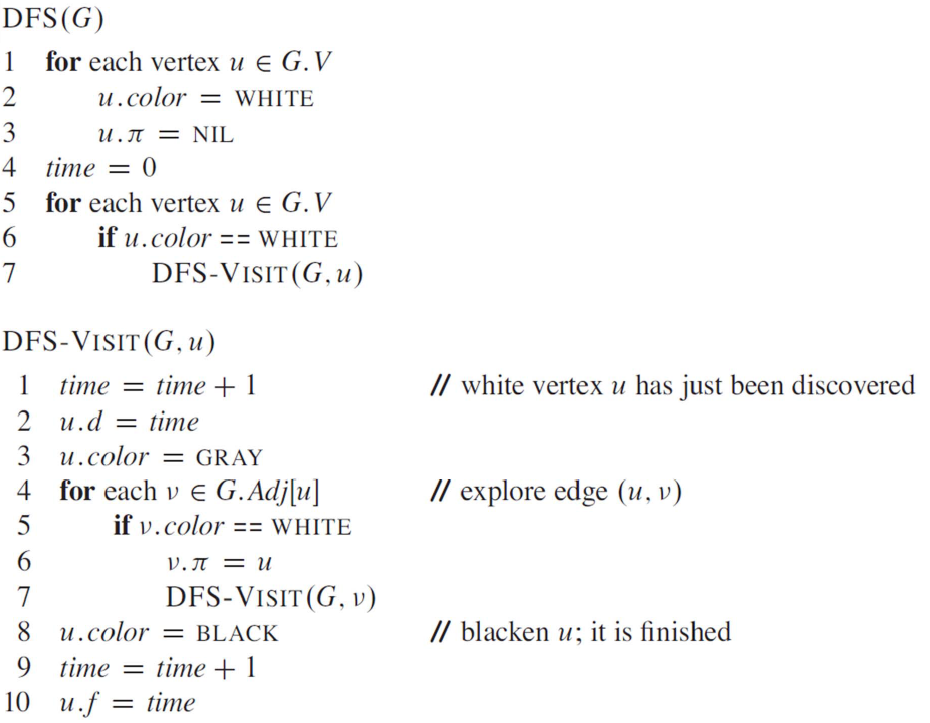 DFS(G)
1 for each vertex u ∈ G.V
2 u.color = WHITE
3 u.π = NIL
4 time = 0
5 for each vertex u ∈ G.V
6 if u.color == WHITE
7 DFS-VISIT(G, u)
DFS-VISIT(G, u)
1 time = time + 1 // white vertex u has just been discovered
2 u.d = time
3 u.color = GRAY
4 for each v ∈ G.Adj[u] // explore edge (u, v)
5 if v.color == WHITE
6 v.π = u
7 DFS-VISIT(G, v)
8 u.color = BLACK // blacken u; it is finished
9 time = time + 1
10 u.f = time